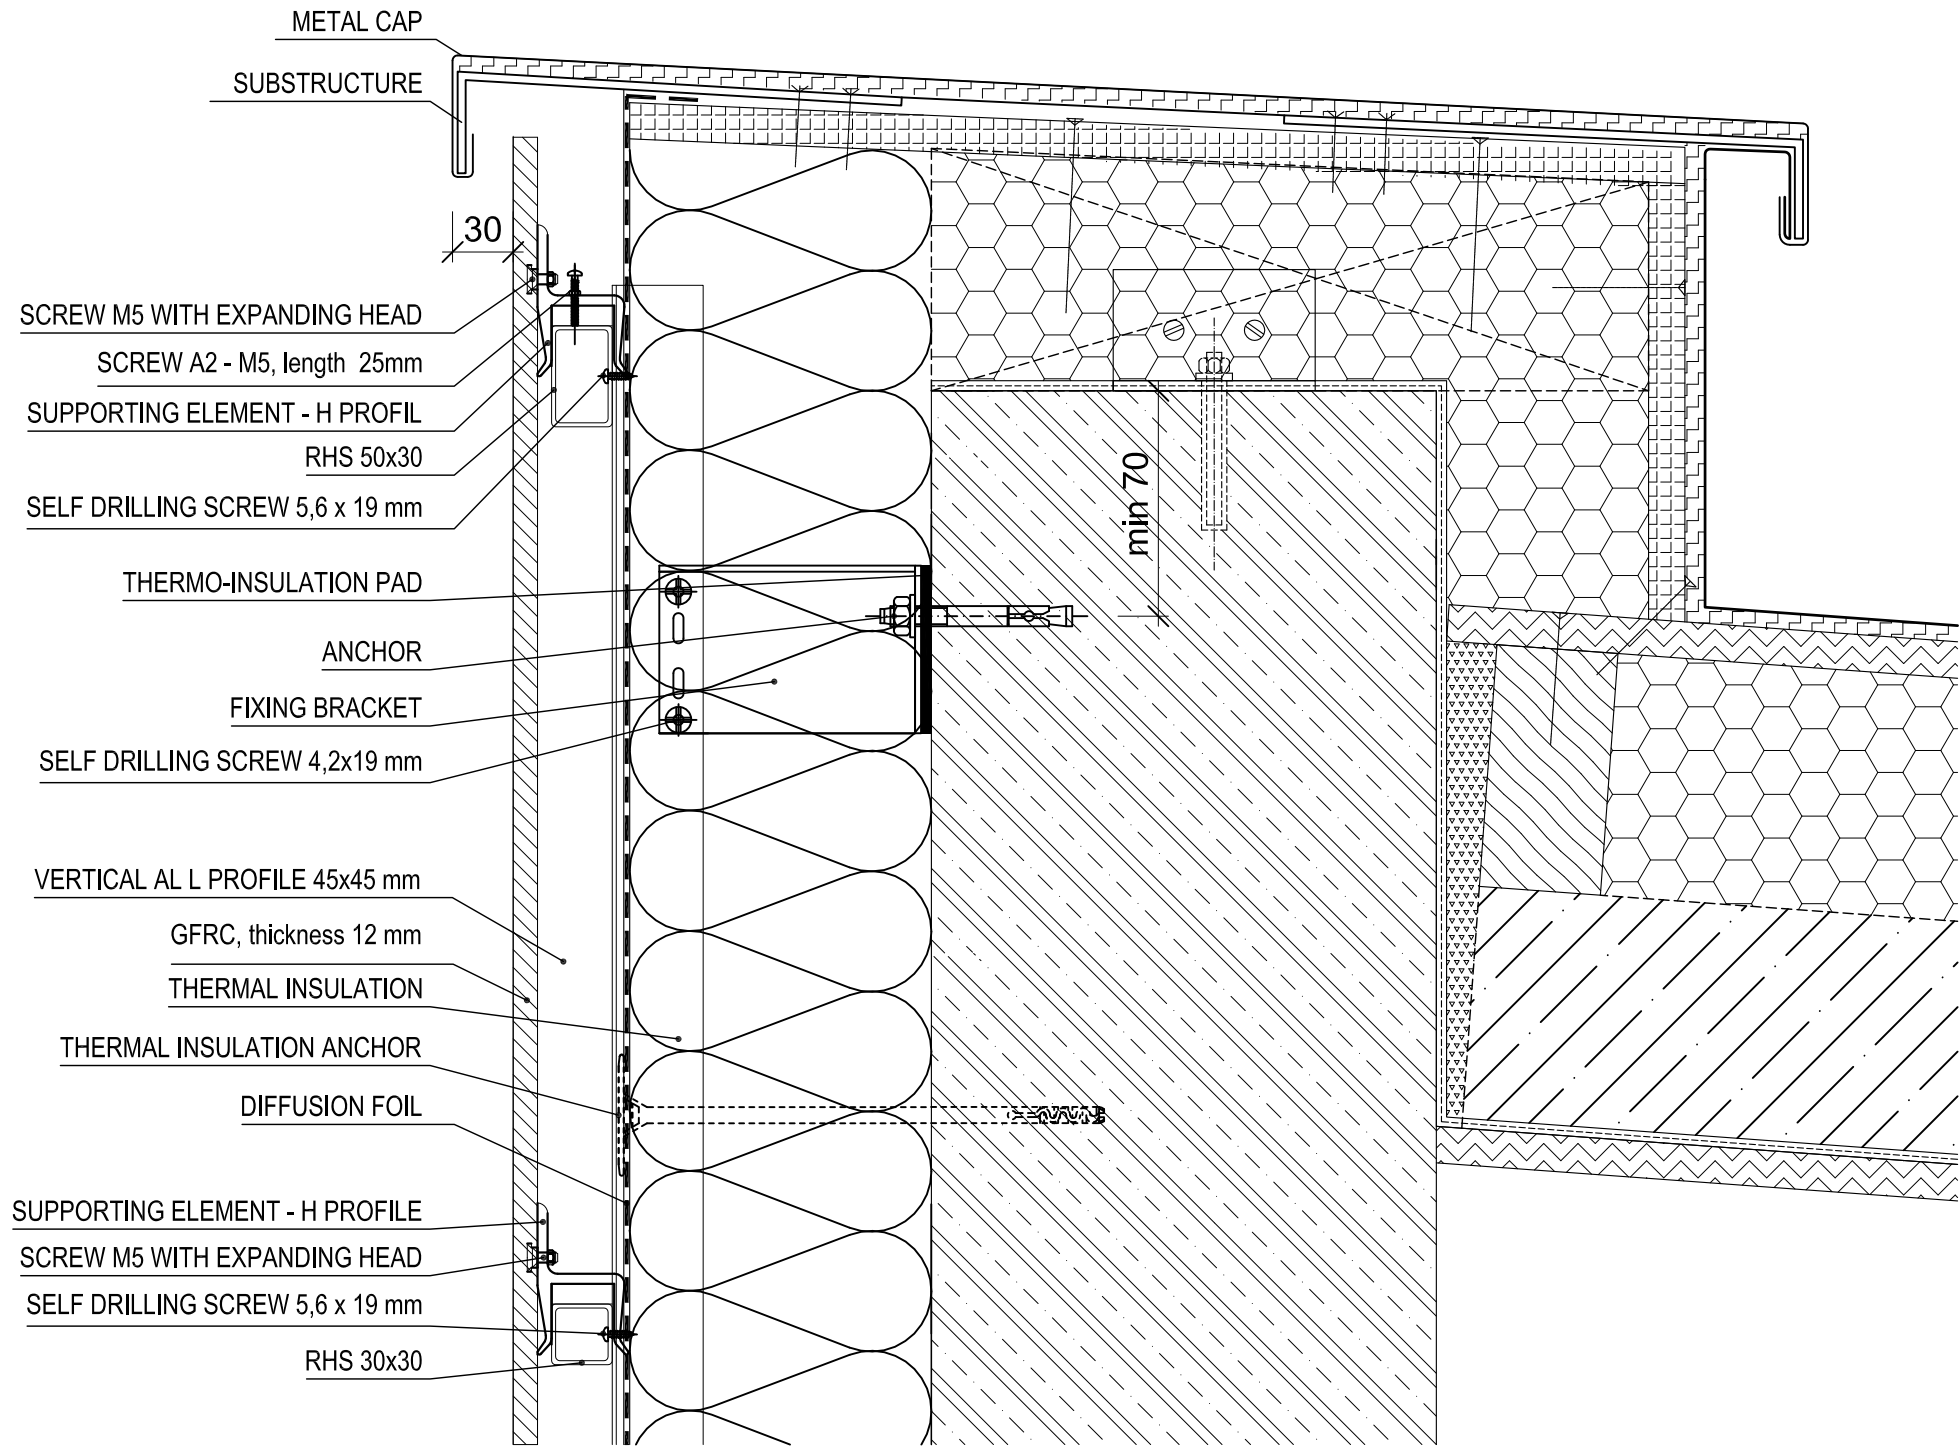 METAL CAP
SUBSTRUCTURE
30
SCREW M5 WITH EXPANDING HEAD
SCREW A2 - M5, length 25mm
SUPPORTING ELEMENT - H PROFIL
RHS 50x30
SELF DRILLING SCREW 5,6 x 19 mm
min 70
THERMO-INSULATION PAD
ANCHOR
FIXING BRACKET
SELF DRILLING SCREW 4,2x19 mm
VERTICAL AL L PROFILE 45x45 mm
GFRC, thickness 12 mm
THERMAL INSULATION
THERMAL INSULATION ANCHOR
DIFFUSION FOIL
SUPPORTING ELEMENT - H PROFILE
SCREW M5 WITH EXPANDING HEAD
SELF DRILLING SCREW 5,6 x 19 mm
RHS 30x30